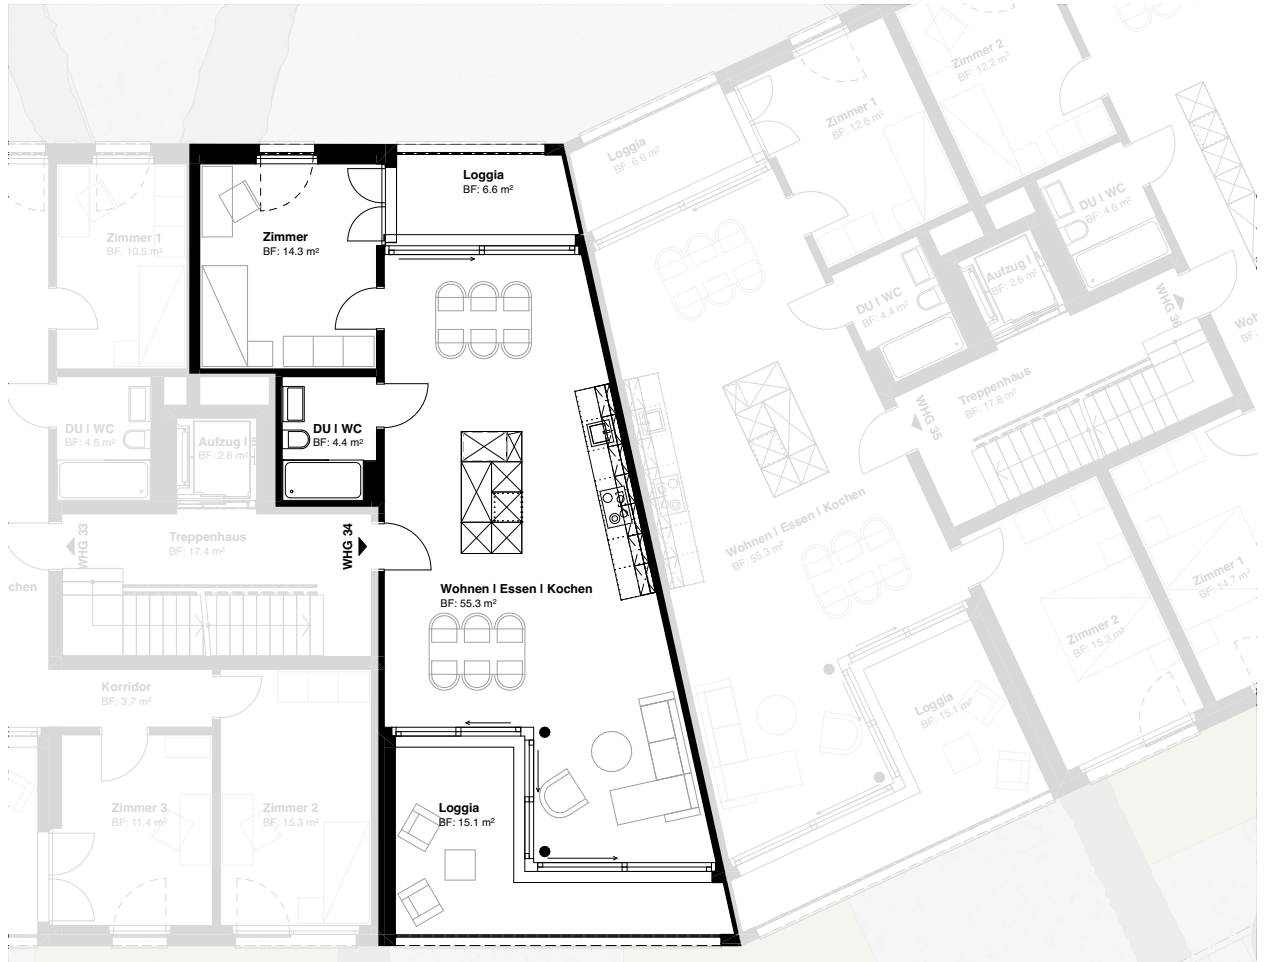 Zimmer 2
BF: 12.2 m²
Zimmer 1
BF: 12.6 m²
Loggia
BF: 6.6 m²
Loggia
BF: 6.6 m²
DU I WC
BF: 4.6 m²
Zimmer 1
BF: 10.5 m²
Zimmer
BF: 14.3 m²
Aufzug I 4
BF: 2.6 m²
DU I WC
BF: 4.4 m²
WHG 36
Treppenhaus
BF: 17.8 m²
WHG 35
DU I WC
BF: 4.6 m²
Aufzug I 5
BF: 2.6 m²
DU I WC
BF: 4.4 m²
WHG 33
Treppenhaus
BF: 17.4 m²
WHG 34
Wohnen I Essen I Kochen
BF: 55.3 m²
chen
Wohnen I Essen I Kochen
BF: 55.3 m²
Zimmer 1
BF: 14.7 m²
Zimmer 2
BF: 15.3 m²
Korridor
BF: 3.7 m²
Loggia
BF: 15.1 m²
Zimmer 3
BF: 11.4 m²
Zimmer 2
BF: 15.3 m²
Loggia
BF: 15.1 m²